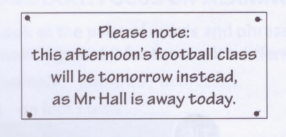 Please note:
this afternoon's football class
will be tomorrow instead,
as Mr Hall is away today.